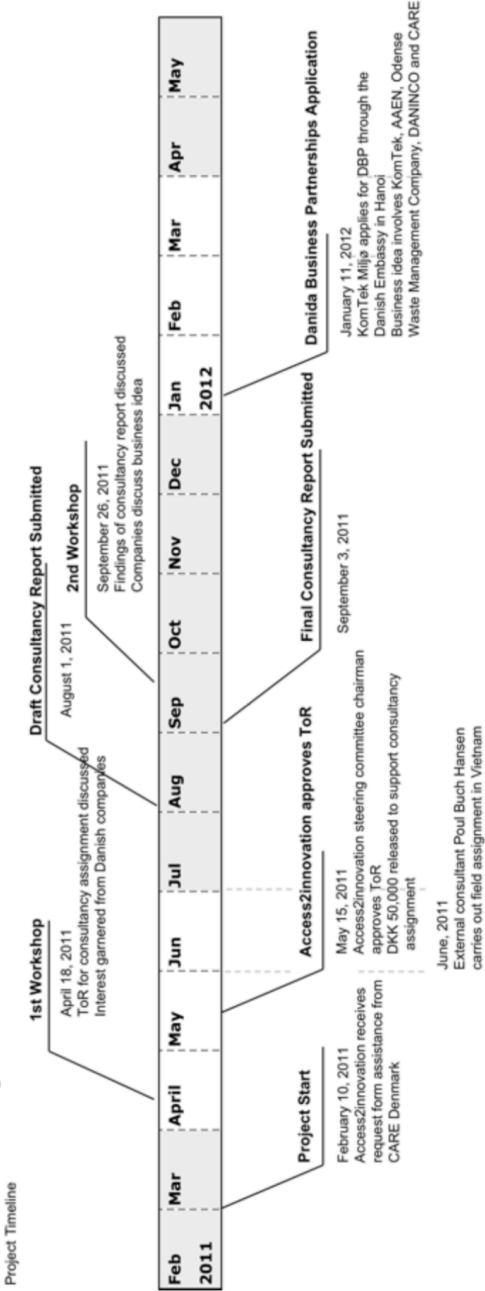 Project Timeline
1st Workshop
April 18, 2011
ToR for consultancy assignment discussed
Interest garnered from Danish companies
Draft Consultancy Report Submitted
August 1, 2011
2nd Workshop
September 26, 2011
Findings of consultancy report discussed
Companies discuss business idea
Feb Mar April May Jun Jul Aug Sep Oct Nov Dec Jan Feb Mar Apr May
2011 2012
Project Start
February 10, 2011
Access2innovation receives
request form assistance from
CARE Denmark
Access2innovation approves ToR
May 15, 2011
Access2innovation steering committee chairman
approves ToR
DKK 50,000 released to support consultancy
assignment
June, 2011
External consultant Poul Buch Hansen
carries out field assignment in Vietnam
Final Consultancy Report Submitted
September 3, 2011
Danida Business Partnerships Application
January 11, 2012
KomTek Miljø applies for DBP through the
Danish Embassy in Hanoi
Business idea involves KomTek, AAEN, Odense
Waste Management Company, DANINCO and CARE